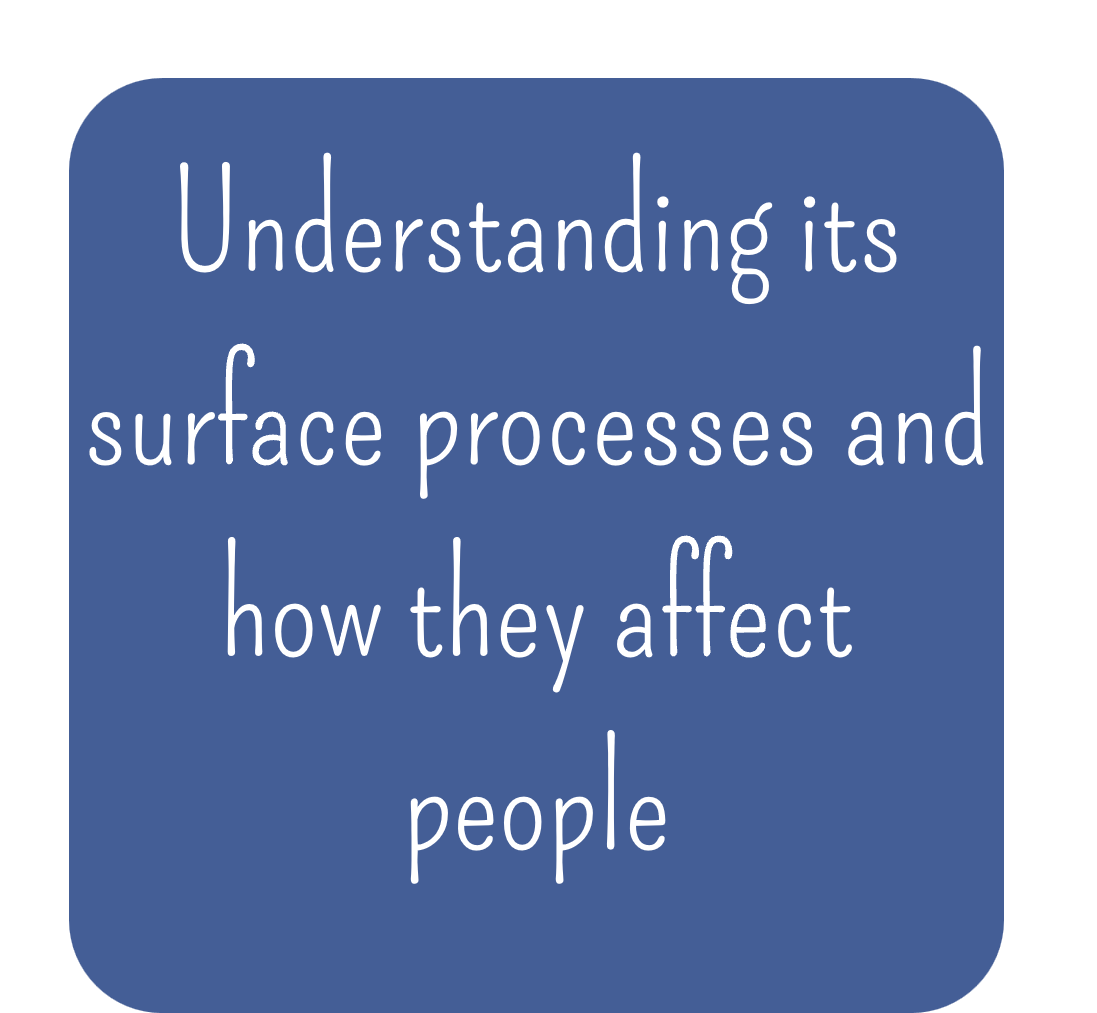 Understanding its
surface processes and
how they affect
people